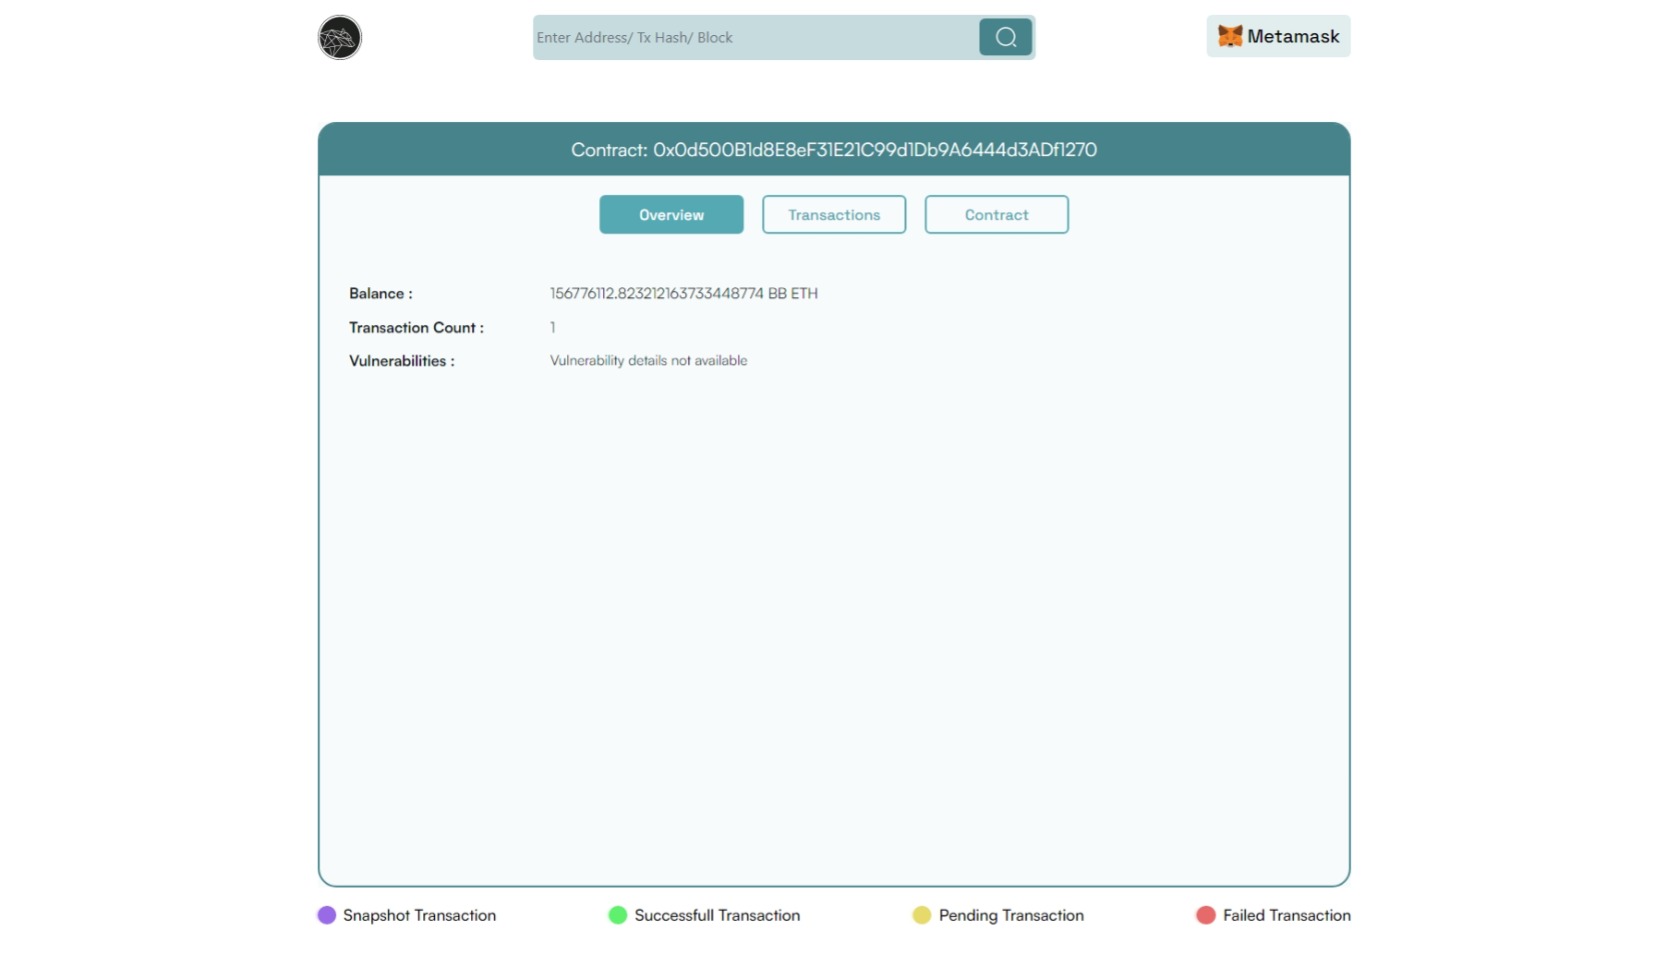 Enter Address/ Tx Hash/ Block
Metamask
Contract: 0x0d500B1d8E8eF31E21C99d1Db9A6444d3ADf1270
Overview
Transactions
Contract
Balance : 156776112.823212163733448774 BB ETH
Transaction Count : 1
Vulnerabilities : Vulnerability details not available
Snapshot Transaction
Successfull Transaction
Pending Transaction
Failed Transaction